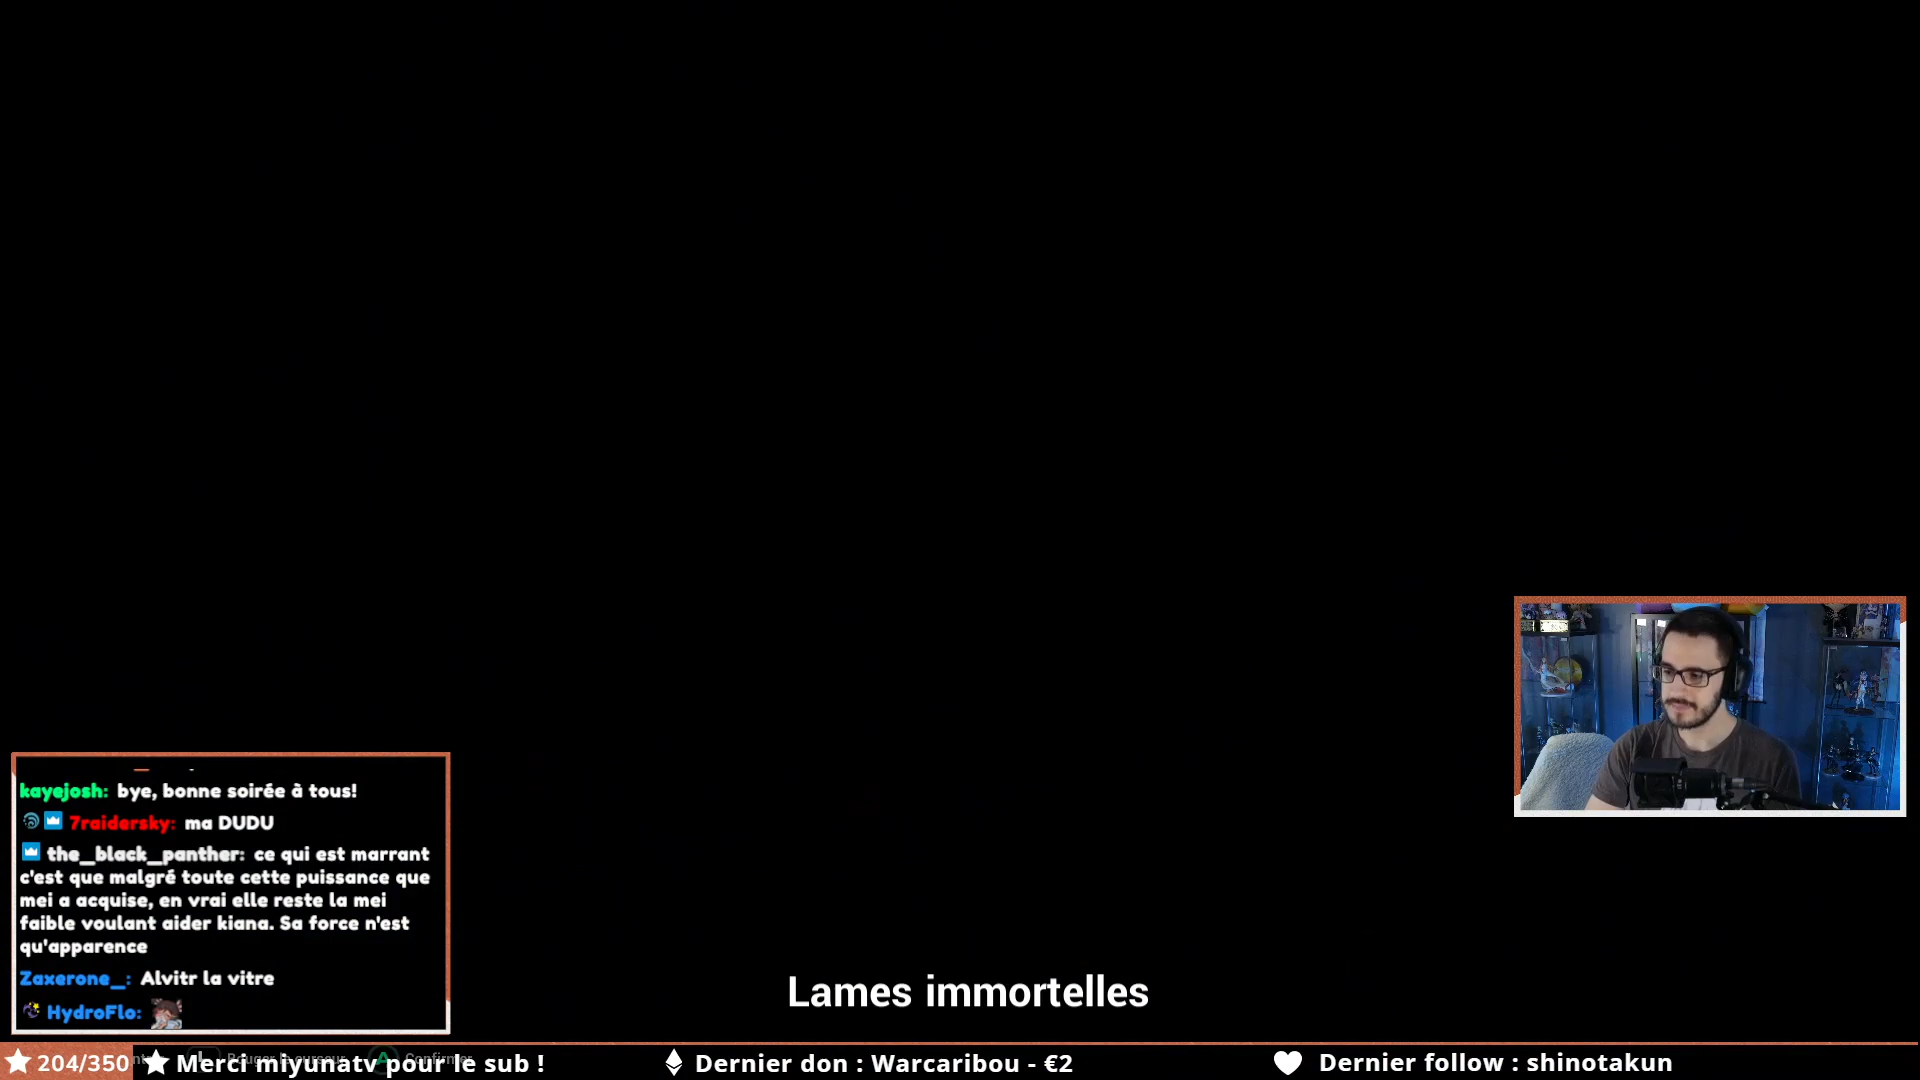 kayejosh: bye, bonne soirée à tous!
7raidersky: ma DUDU
the_black_panther: ce qui est marrant
c'est que malgré toute cette puissance que
mei a acquise, en vrai elle reste la mei
faible voulant aider kiana. Sa force n'est
qu'apparence
Zaxerone_: Alvitr la vitre
HydroFlo:
Lames immortelles
204/350
Merci miyunatv pour le sub !
Dernier don : Warcaribou - €2
Dernier follow : shinotakun